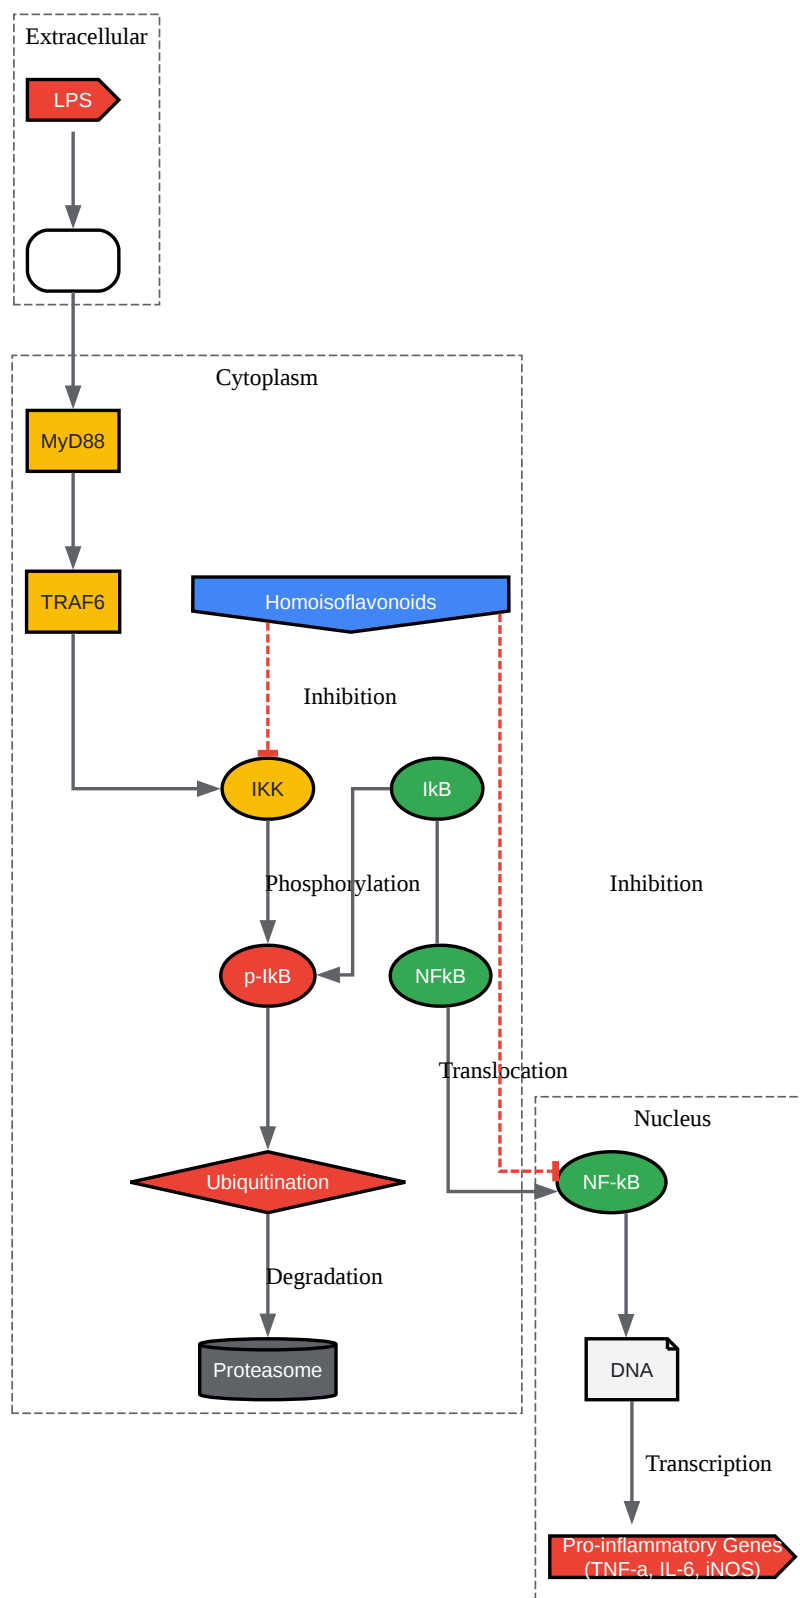 Extracellular
LPS
Cytoplasm
MyD88
TRAF6
Homoisoflavonoids
Inhibition
IKK
IkB
Phosphorylation
Inhibition
p-IkB
NFkB
Translocation
Nucleus
Ubiquitination
NF-kB
Degradation
Proteasome
DNA
Transcription
Pro-inflammatory Genes
(TNF-a, IL-6, iNOS)